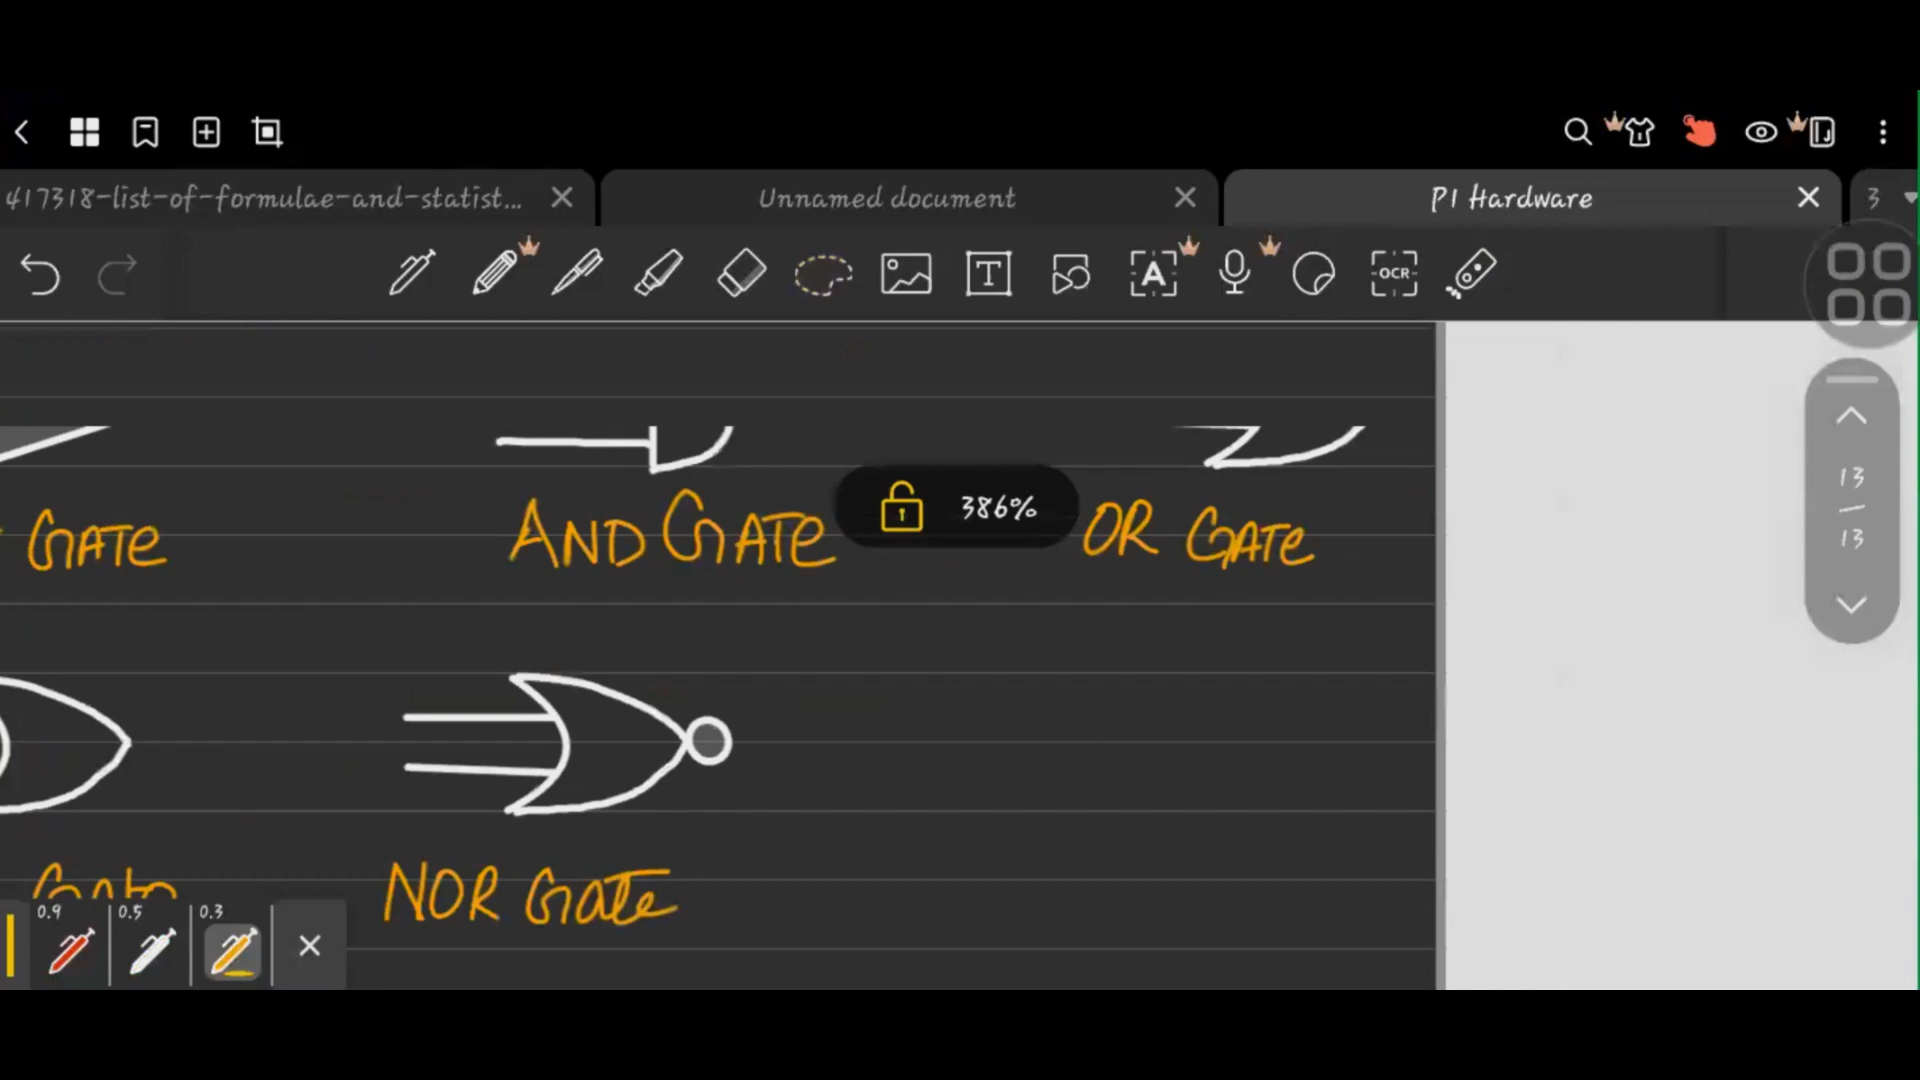 417318-list-of-formulae-and-statist... Unnamed document P1 Hardware 3
T A OCR
13
13
386%
GATE AND GATE OR GATE
NOR Gate
0.9 0.5 0.3